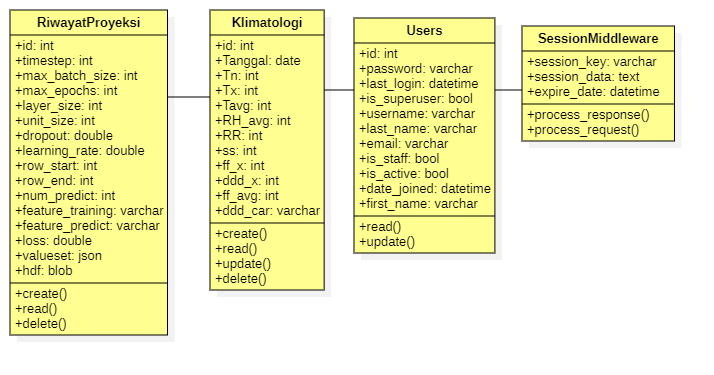 RiwayatProyeksi
+id: int
+timestep: int
+max_batch_size: int
+max_epochs: int
+layer_size: int
+unit_size: int
+dropout: double
+learning_rate: double
+row_start: int
+row_end: int
+num_predict: int
+feature_training: varchar
+feature_predict: varchar
+loss: double
+valueset: json
+hdf: blob
+create()
+read()
+delete()
Klimatologi
+id: int
+Tanggal: date
+Tn: int
+Tx: int
+Tavg: int
+RH_avg: int
+RR: int
+ss: int
+ff_x: int
+ddd_x: int
+ff_avg: int
+ddd_car: varchar
+create()
+read()
+update()
+delete()
Users
+id: int
+password: varchar
+last_login: datetime
+is_superuser: bool
+username: varchar
+last_name: varchar
+email: varchar
+is_staff: bool
+is_active: bool
+date_joined: datetime
+first_name: varchar
+read()
+update()
SessionMiddleware
+session_key: varchar
+session_data: text
+expire_date: datetime
+process_response()
+process_request()